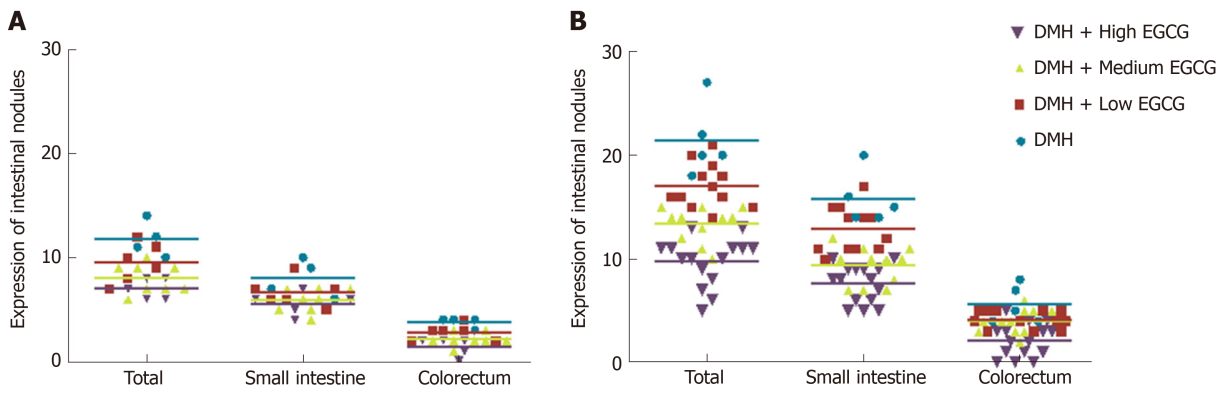 A
Expression of intestinal nodules
30
20
10
0
Total
Small intestine
Colorectum
B
Expression of intestinal nodules
30
20
10
0
Total
Small intestine
Colorectum
DMH + High EGCG
DMH + Medium EGCG
DMH + Low EGCG
DMH